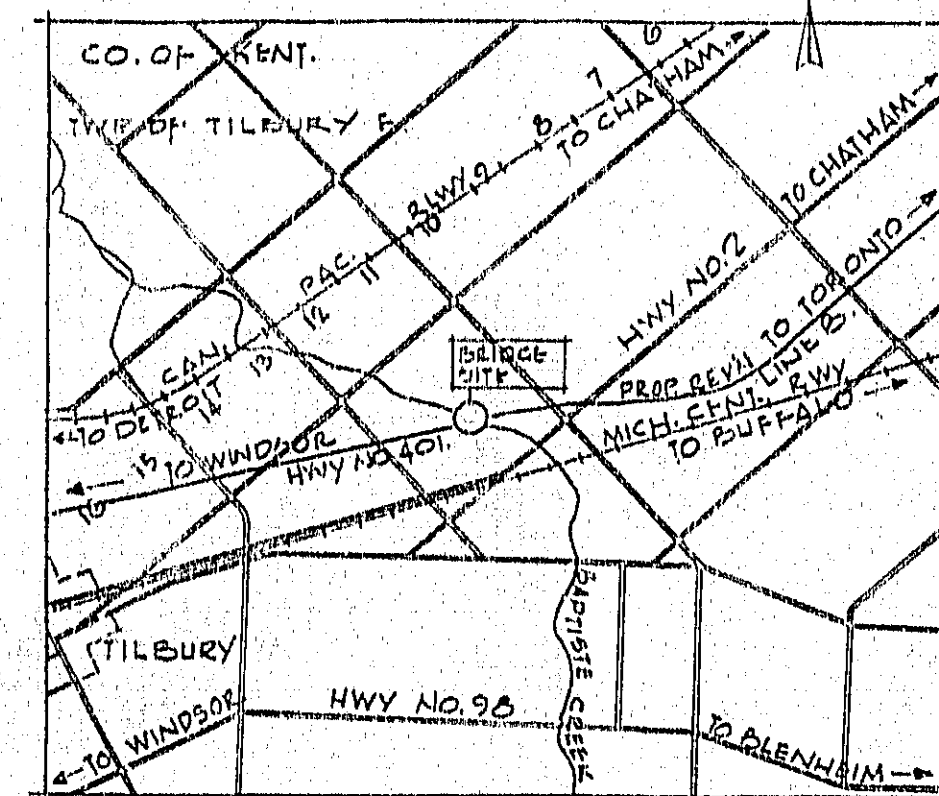 CO. OF KENT.
TWP. OF TILBURY E.
6
7
8
9
10
11
12
13
14
15
16
TO CHATHAM
CAN. PAC. RLWY.
TO CHATHAM
HWY NO. 2
BRIDGE
SITE
PROP. REV'N TO TORONTO
MICH. CENT. RWY
LINE B.
TO BUFFALO
TO DETROIT
TO WINDSOR
HWY NO 401.
TILBURY
BAPTISTE CREEK
HWY NO. 98
TO WINDSOR
TO BLENHEIM